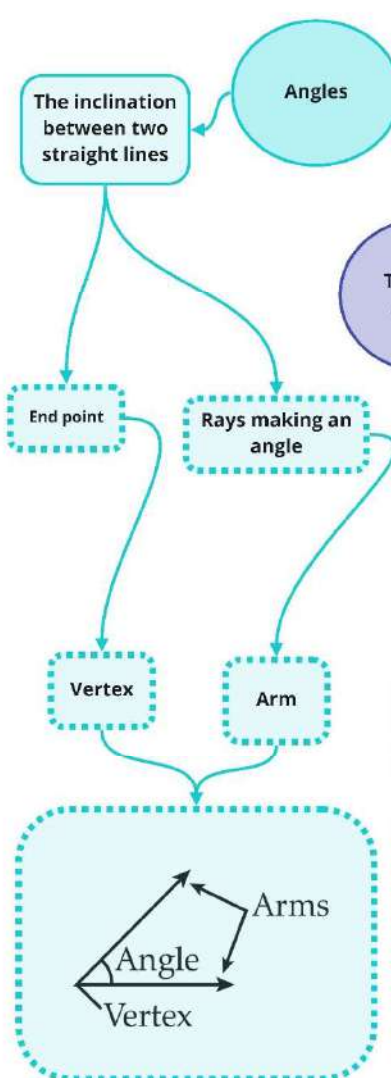 Angles
The inclination
between two
straight lines
End point
Rays making an
angle
Vertex
Arm
Arms
Angle
Vertex